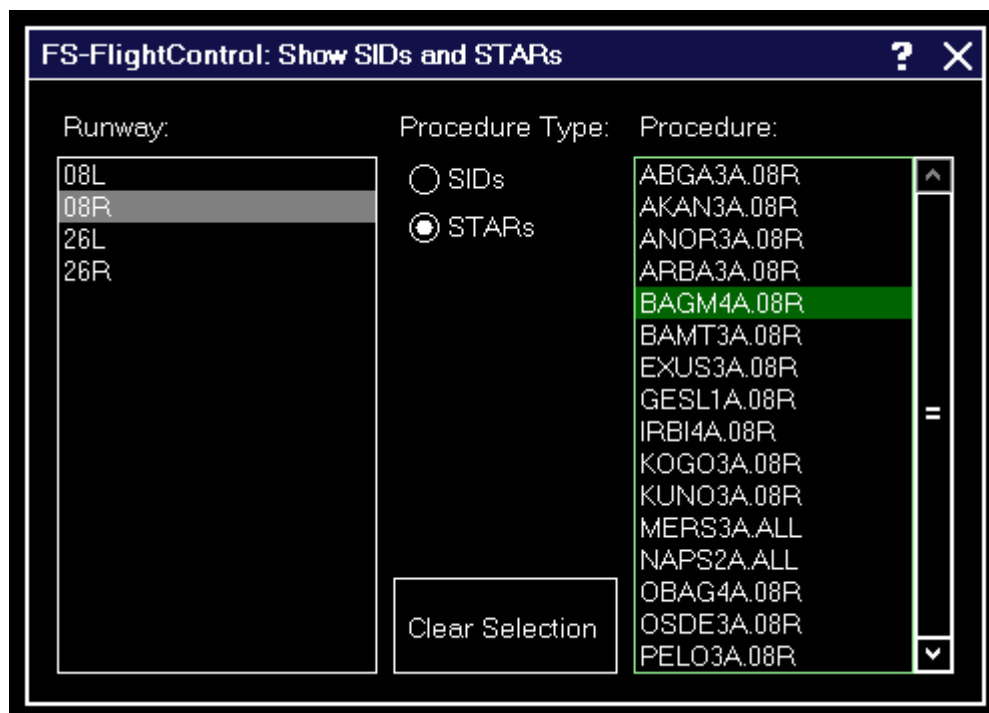 FS-FlightControl: Show SIDs and STARs
?
Runway:
08L
08R
26L
26R
Procedure Type:
SIDs
STARs
Clear Selection
Procedure:
ABGA3A.08R
AKAN3A.08R
ANOR3A.08R
ARBA3A.08R
BAGM4A.08R
BAMT3A.08R
EXUS3A.08R
GESL1A.08R
IRBI4A.08R
KOGO3A.08R
KUNO3A.08R
MERS3A.ALL
NAPS2A.ALL
OBAG4A.08R
OSDE3A.08R
PELO3A.08R